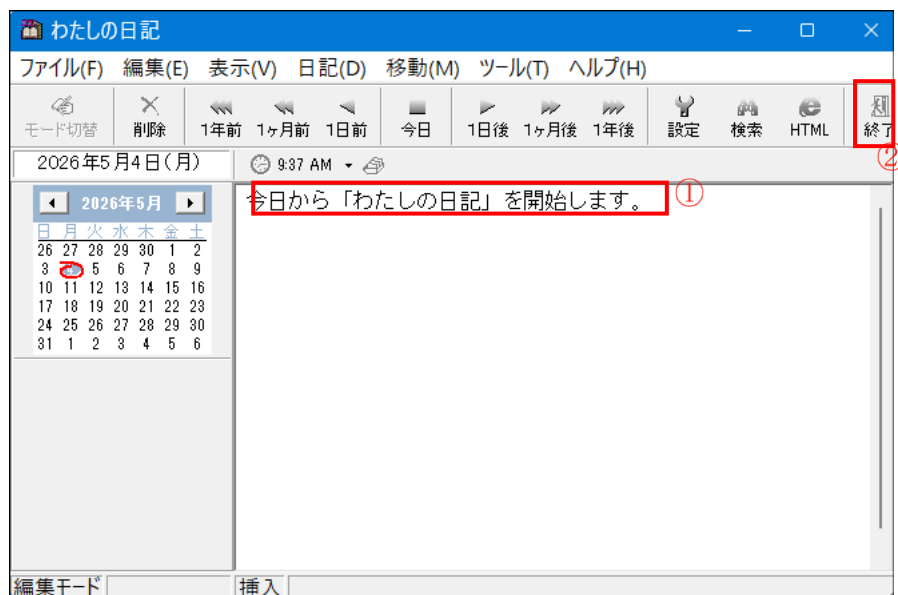 わたしの日記
ファイル(F) 編集(E) 表示(V) 日記(D) 移動(M) ツール(T) ヘルプ(H)
モード切替 削除 1年前 1ヶ月前 1日前 今日 1日後 1ヶ月後 1年後 設定 検索 HTML 終了
②
2026年5月4日(月) 9:37 AM
今日から「わたしの日記」を開始します。 ①
2026年5月
日 月 火 水 木 金 土
26 27 28 29 30 1 2
3 5 6 7 8 9
10 11 12 13 14 15 16
17 18 19 20 21 22 23
24 25 26 27 28 29 30
31 1 2 3 4 5 6
編集モード 挿入